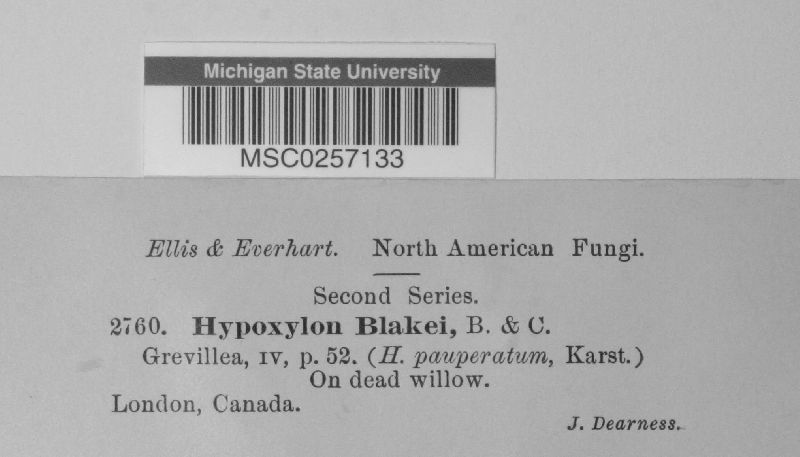 Michigan State University
MSC0257133
Ellis & Everhart. North American Fungi.
Second Series.
2760. Hypoxylon Blakei, B. & C.
Grevillea, IV, p. 52. (H. pauperatum, Karst.)
On dead willow.
London, Canada.
J. Dearness.